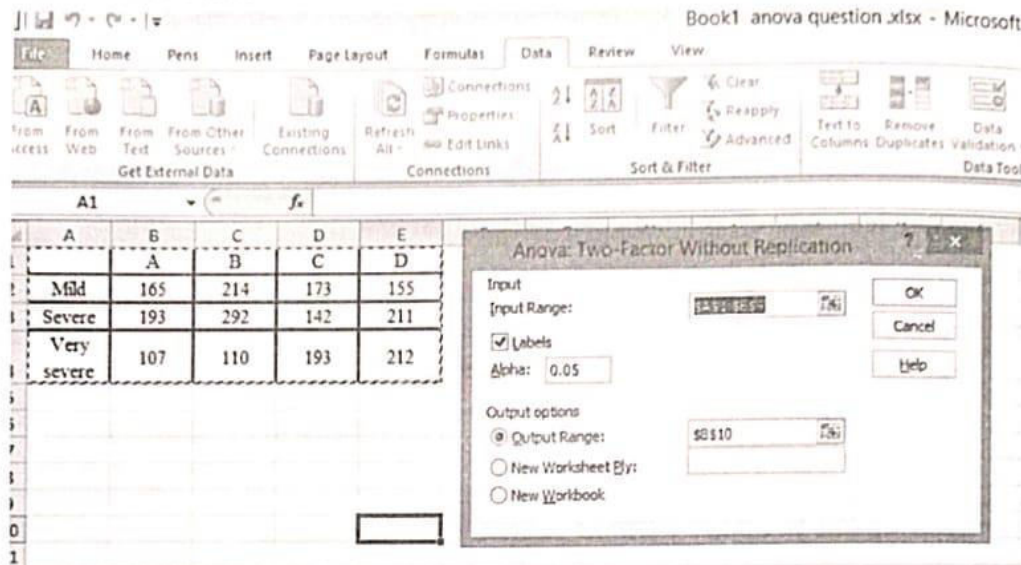 Book1 anova question .xlsx - Microsoft
File Home Pens Insert Page Layout Formulas Data Review View
From Access
From Web
From Text
From Other Sources
Existing Connections
Get External Data
Refresh All
Connections
Properties
Edit Links
Connections
Sort
Filter
Clear
Reapply
Advanced
Sort & Filter
Text to Columns
Remove Duplicates
Data Validation
Data Tool
A1 fx
A B C D E
A B C D
Mild 165 214 173 155
Severe 193 292 142 211
Very severe 107 110 193 212
Anova: Two-Factor Without Replication ? x
Input
Input Range:
Labels
Alpha: 0.05
Output options
Output Range: $B$10
New Worksheet Ply:
New Workbook
OK
Cancel
Help